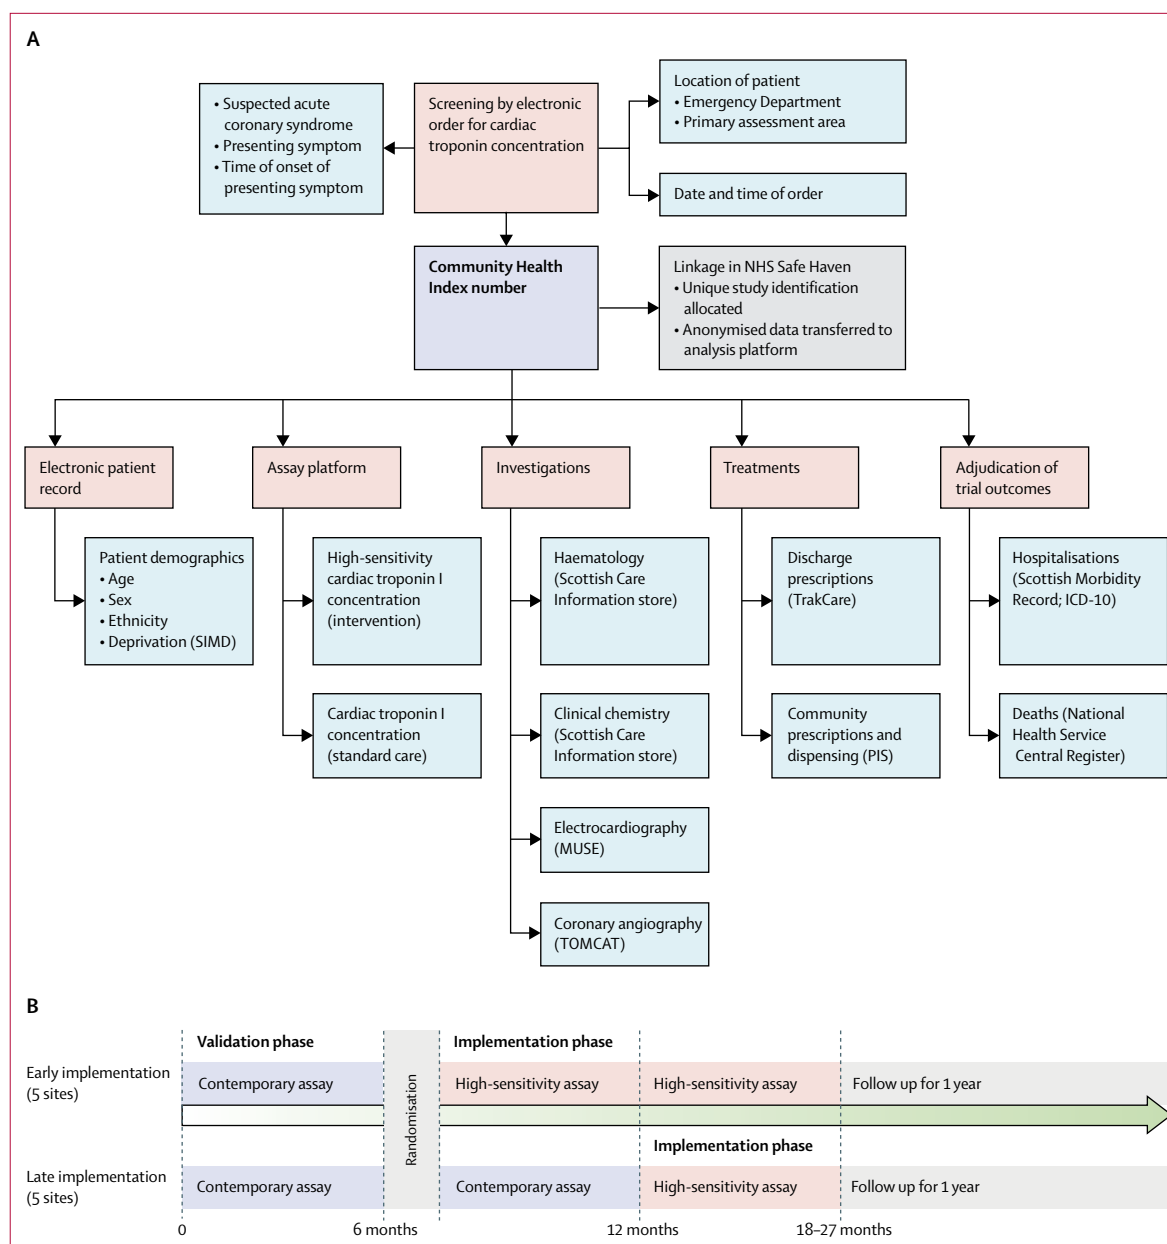 A
• Suspected acute
coronary syndrome
• Presenting symptom
• Time of onset of
presenting symptom
Screening by electronic
order for cardiac
troponin concentration
Location of patient
• Emergency Department
• Primary assessment area
Date and time of order
Community Health
Index number
Linkage in NHS Safe Haven
• Unique study identification
allocated
• Anonymised data transferred to
analysis platform
Electronic patient
record
Assay platform
Investigations
Treatments
Adjudication of
trial outcomes
Patient demographics
• Age
• Sex
• Ethnicity
• Deprivation (SIMD)
High-sensitivity
cardiac troponin I
concentration
(intervention)
Haematology
(Scottish Care
Information store)
Discharge
prescriptions
(TrakCare)
Hospitalisations
(Scottish Morbidity
Record; ICD-10)
Cardiac troponin I
concentration
(standard care)
Clinical chemistry
(Scottish Care
Information store)
Community
prescriptions and
dispensing (PIS)
Deaths (National
Health Service
Central Register)
Electrocardiography
(MUSE)
Coronary angiography
(TOMCAT)
B
Validation phase
Implementation phase
Early implementation
(5 sites)
Contemporary assay
High-sensitivity assay
High-sensitivity assay
Follow up for 1 year
Randomisation
Implementation phase
Late implementation
(5 sites)
Contemporary assay
Contemporary assay
High-sensitivity assay
Follow up for 1 year
0
6 months
12 months
18–27 months